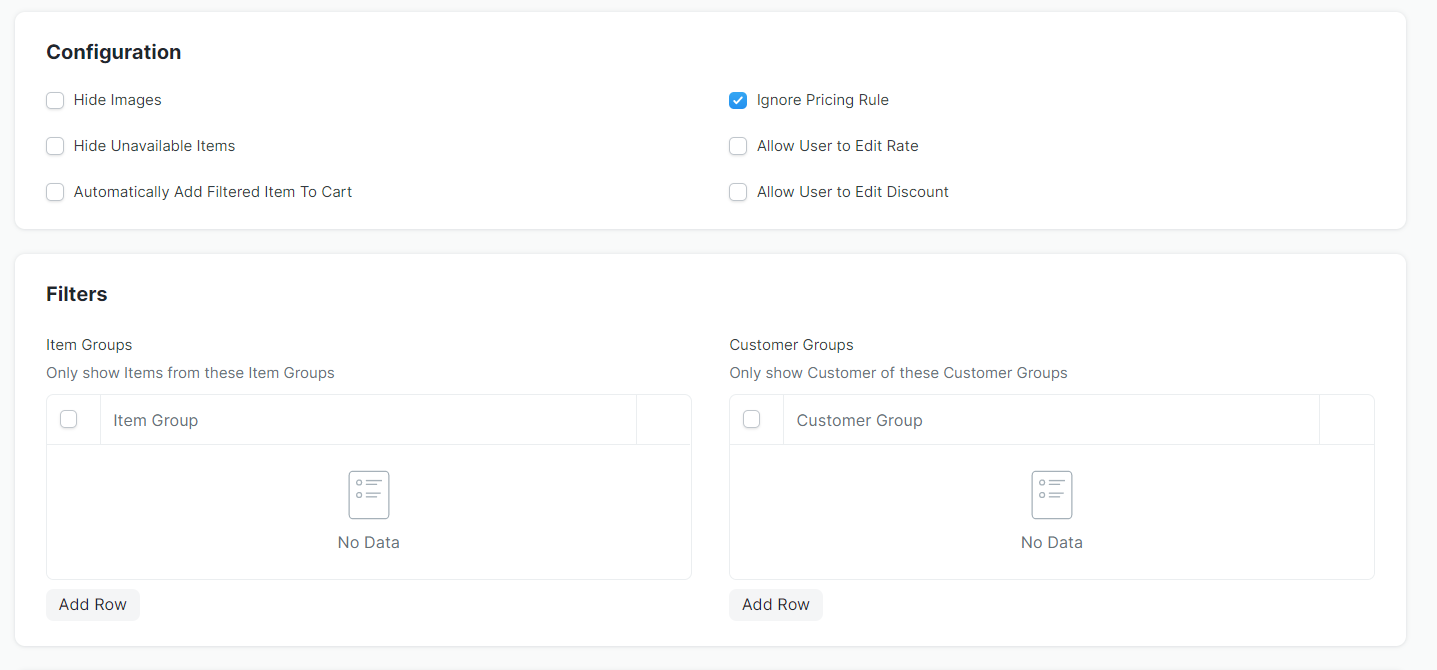 Configuration
Hide Images
Hide Unavailable Items
Automatically Add Filtered Item To Cart
Ignore Pricing Rule
Allow User to Edit Rate
Allow User to Edit Discount
Filters
Item Groups
Only show Items from these Item Groups
Item Group
No Data
Add Row
Customer Groups
Only show Customer of these Customer Groups
Customer Group
No Data
Add Row